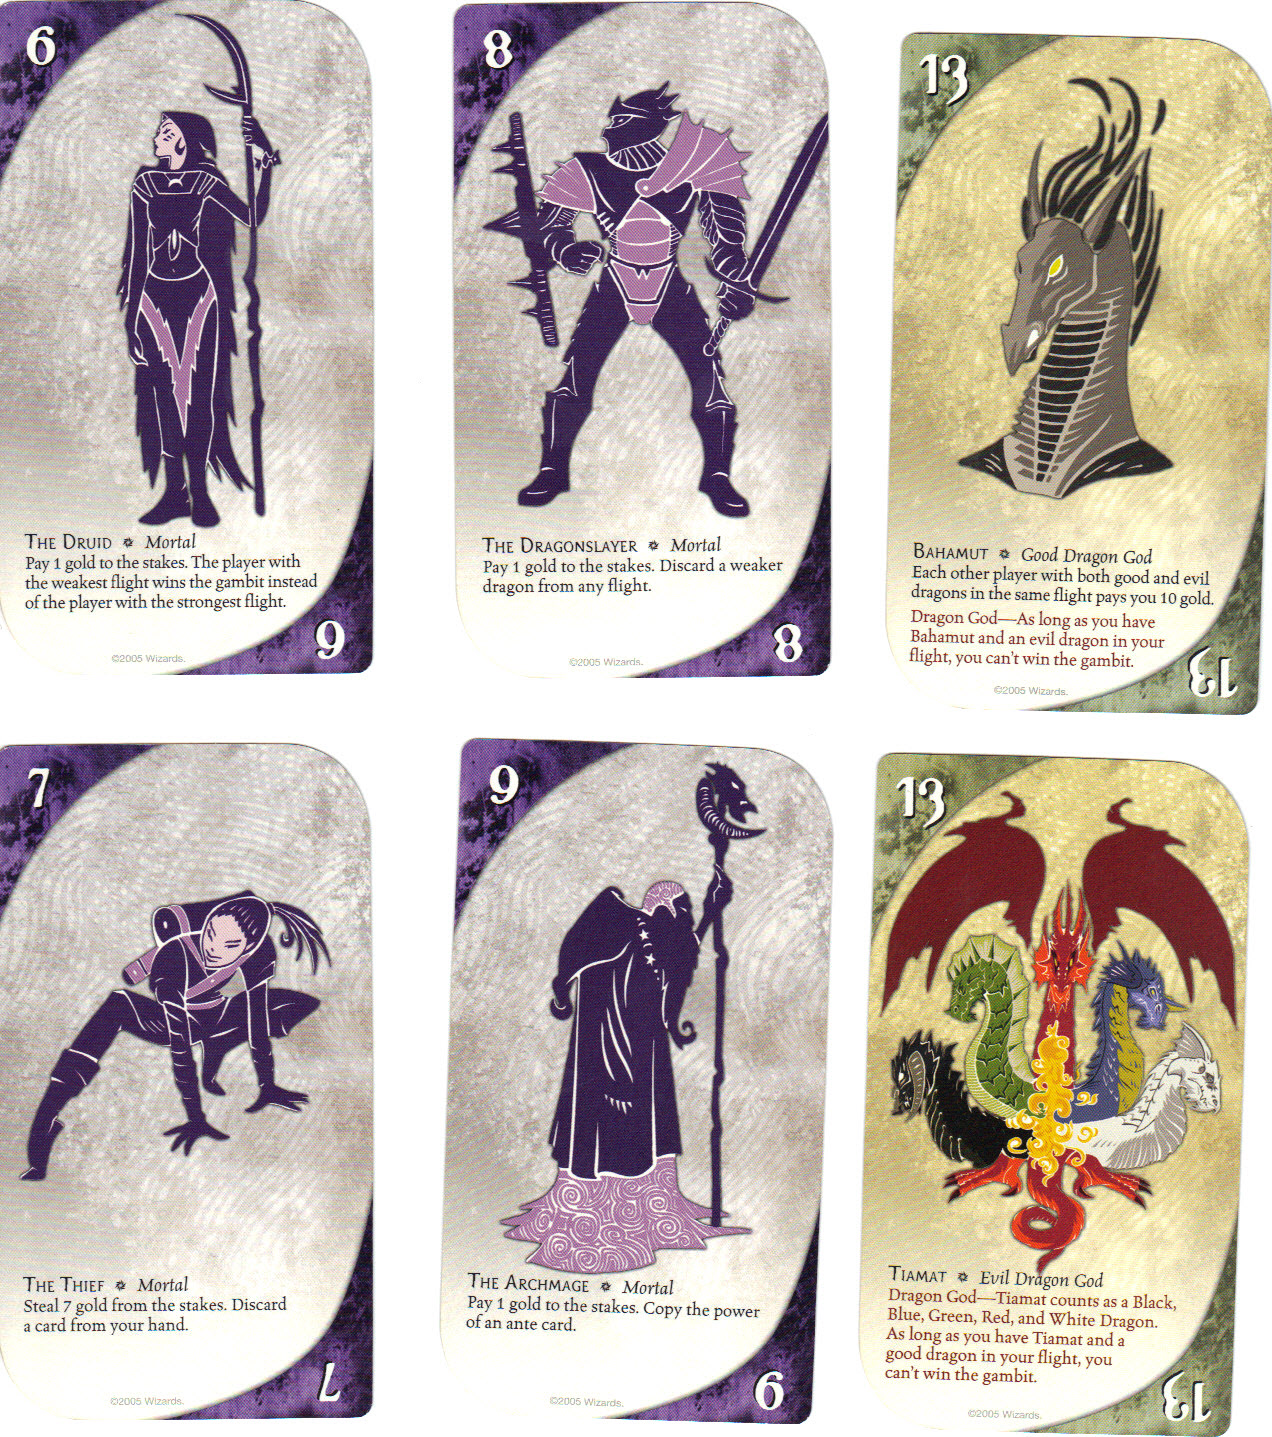 6
The Druid ✵ Mortal
Pay 1 gold to the stakes. The player with
the weakest flight wins the gambit instead
of the player with the strongest flight.
©2005 Wizards.
6
8
The Dragonslayer ✵ Mortal
Pay 1 gold to the stakes. Discard a weaker
dragon from any flight.
©2005 Wizards.
8
13
Bahamut ✵ Good Dragon God
Each other player with both good and evil
dragons in the same flight pays you 10 gold.
Dragon God—As long as you have
Bahamut and an evil dragon in your
flight, you can't win the gambit.
©2005 Wizards.
13
7
The Thief ✵ Mortal
Steal 7 gold from the stakes. Discard
a card from your hand.
©2005 Wizards.
7
9
The Archmage ✵ Mortal
Pay 1 gold to the stakes. Copy the power
of an ante card.
©2005 Wizards.
9
13
Tiamat ✵ Evil Dragon God
Dragon God—Tiamat counts as a Black,
Blue, Green, Red, and White Dragon.
As long as you have Tiamat and a
good dragon in your flight, you
can't win the gambit.
©2005 Wizards.
13